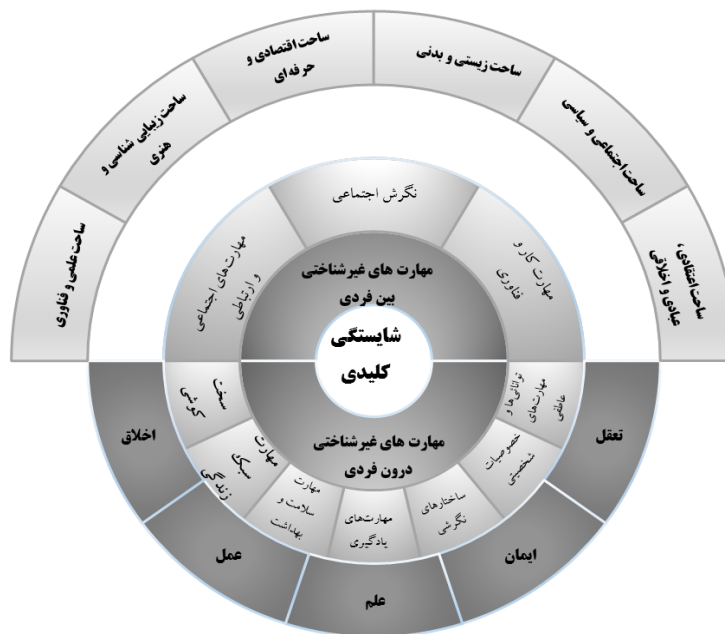 ساحت اعتقادی ،
عبادی و اخلاقی
ساحت اجتماعی و سیاسی
ساحت زیستی و بدنی
ساحت اقتصادی و
حرفه‌ای
ساحت زیبایی شناسی و
هنری
ساحت علمی و فناوری
مهارت کار و
فناوری
نگرش اجتماعی
مهارت‌های اجتماعی
و ارتباطی
مهارت های غیرشناختی
بین فردی
شایستگی
کلیدی
مهارت های غیرشناختی
درون فردی
توانائی‌ها و
مهارت‌های
عاطفی
خصوصیات
شخصیتی
ساختارهای
نگرشی
مهارت‌های
یادگیری
مهارت
سلامت و
بهداشت
مهارت
سبک
زندگی
سخت
کوشی
تعقل
ایمان
علم
عمل
اخلاق